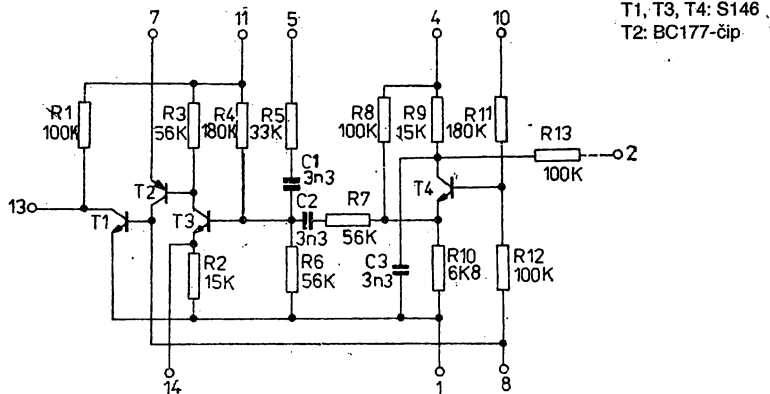 T1, T3, T4: S146
T2: BC177-čip
7
11
5
4
10
R1
100K
R3
56K
R4
180K
R5
33K
R8
100K
R9
15K
R11
180K
R13
100K
2
C1
3n3
T2
T4
13
T1
T3
C2
3n3
R7
56K
R2
15K
R6
56K
C3
3n3
R10
6K8
R12
100K
14
1
8